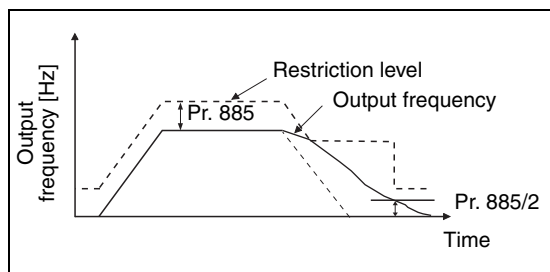 Restriction level
Output frequency
Pr. 885
Output
frequency [Hz]
Pr. 885/2
Time